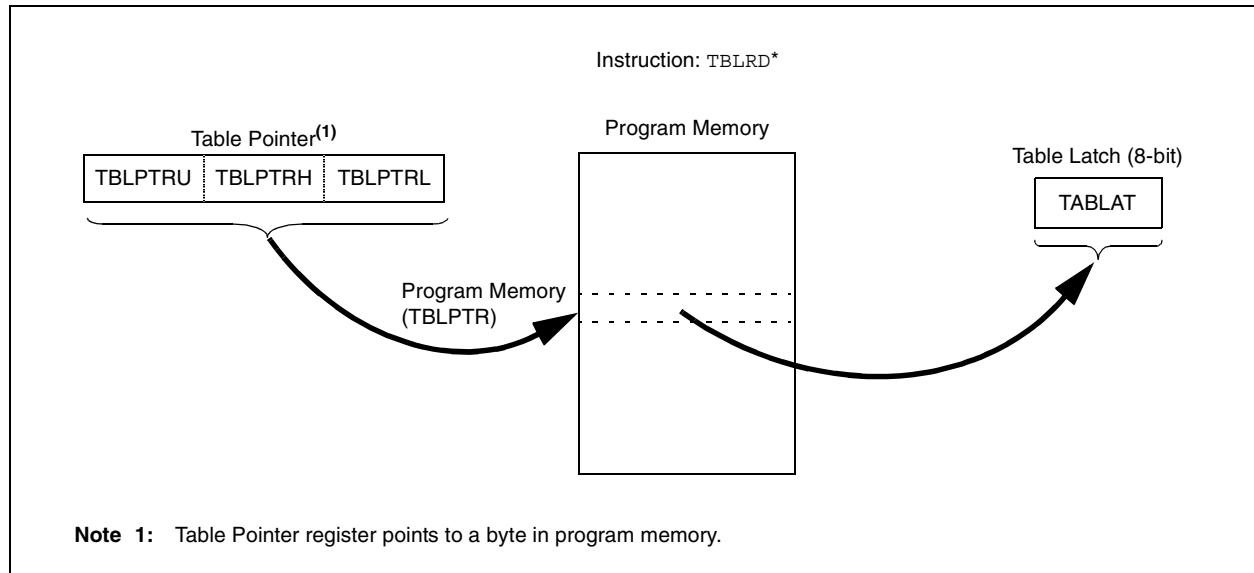 Instruction: TBLRD*
Table Pointer(1)
TBLPTRU TBLPTRH TBLPTRL
Program Memory
Table Latch (8-bit)
TABLAT
Program Memory
(TBLPTR)
Note 1: Table Pointer register points to a byte in program memory.